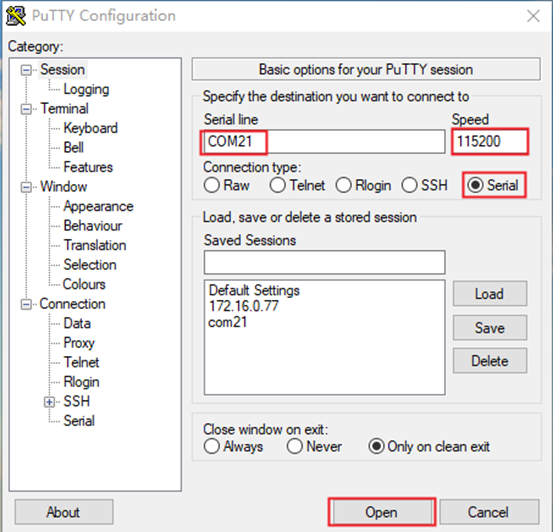 PuTTY Configuration
Category:
Session
Logging
Terminal
Keyboard
Bell
Features
Window
Appearance
Behaviour
Translation
Selection
Colours
Connection
Data
Proxy
Telnet
Rlogin
SSH
Serial
Basic options for your PuTTY session
Specify the destination you want to connect to
Serial line Speed
COM21 115200
Connection type:
Raw Telnet Rlogin SSH Serial
Load, save or delete a stored session
Saved Sessions
Default Settings
172.16.0.77
com21
Load
Save
Delete
Close window on exit:
Always Never Only on clean exit
About Open Cancel